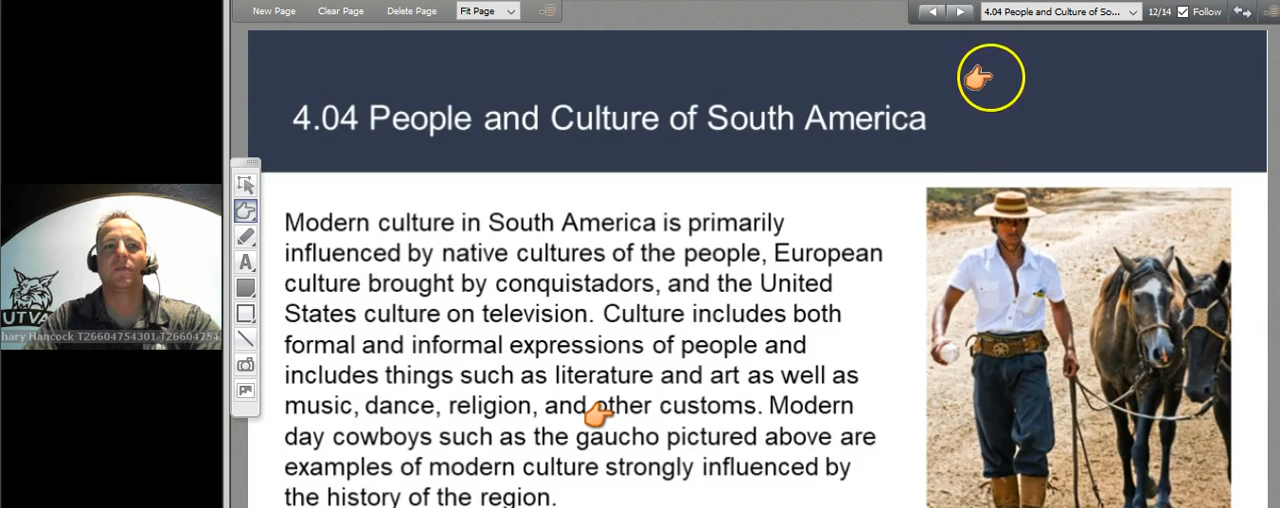 New Page Clear Page Delete Page Fit Page 4.04 People and Culture of So... 12/14 Follow
4.04 People and Culture of South America
Modern culture in South America is primarily
influenced by native cultures of the people, European
culture brought by conquistadors, and the United
States culture on television. Culture includes both
formal and informal expressions of people and
includes things such as literature and art as well as
music, dance, religion, and other customs. Modern
day cowboys such as the gaucho pictured above are
examples of modern culture strongly influenced by
the history of the region.
A
UTVA
hary Hancock T26604754301